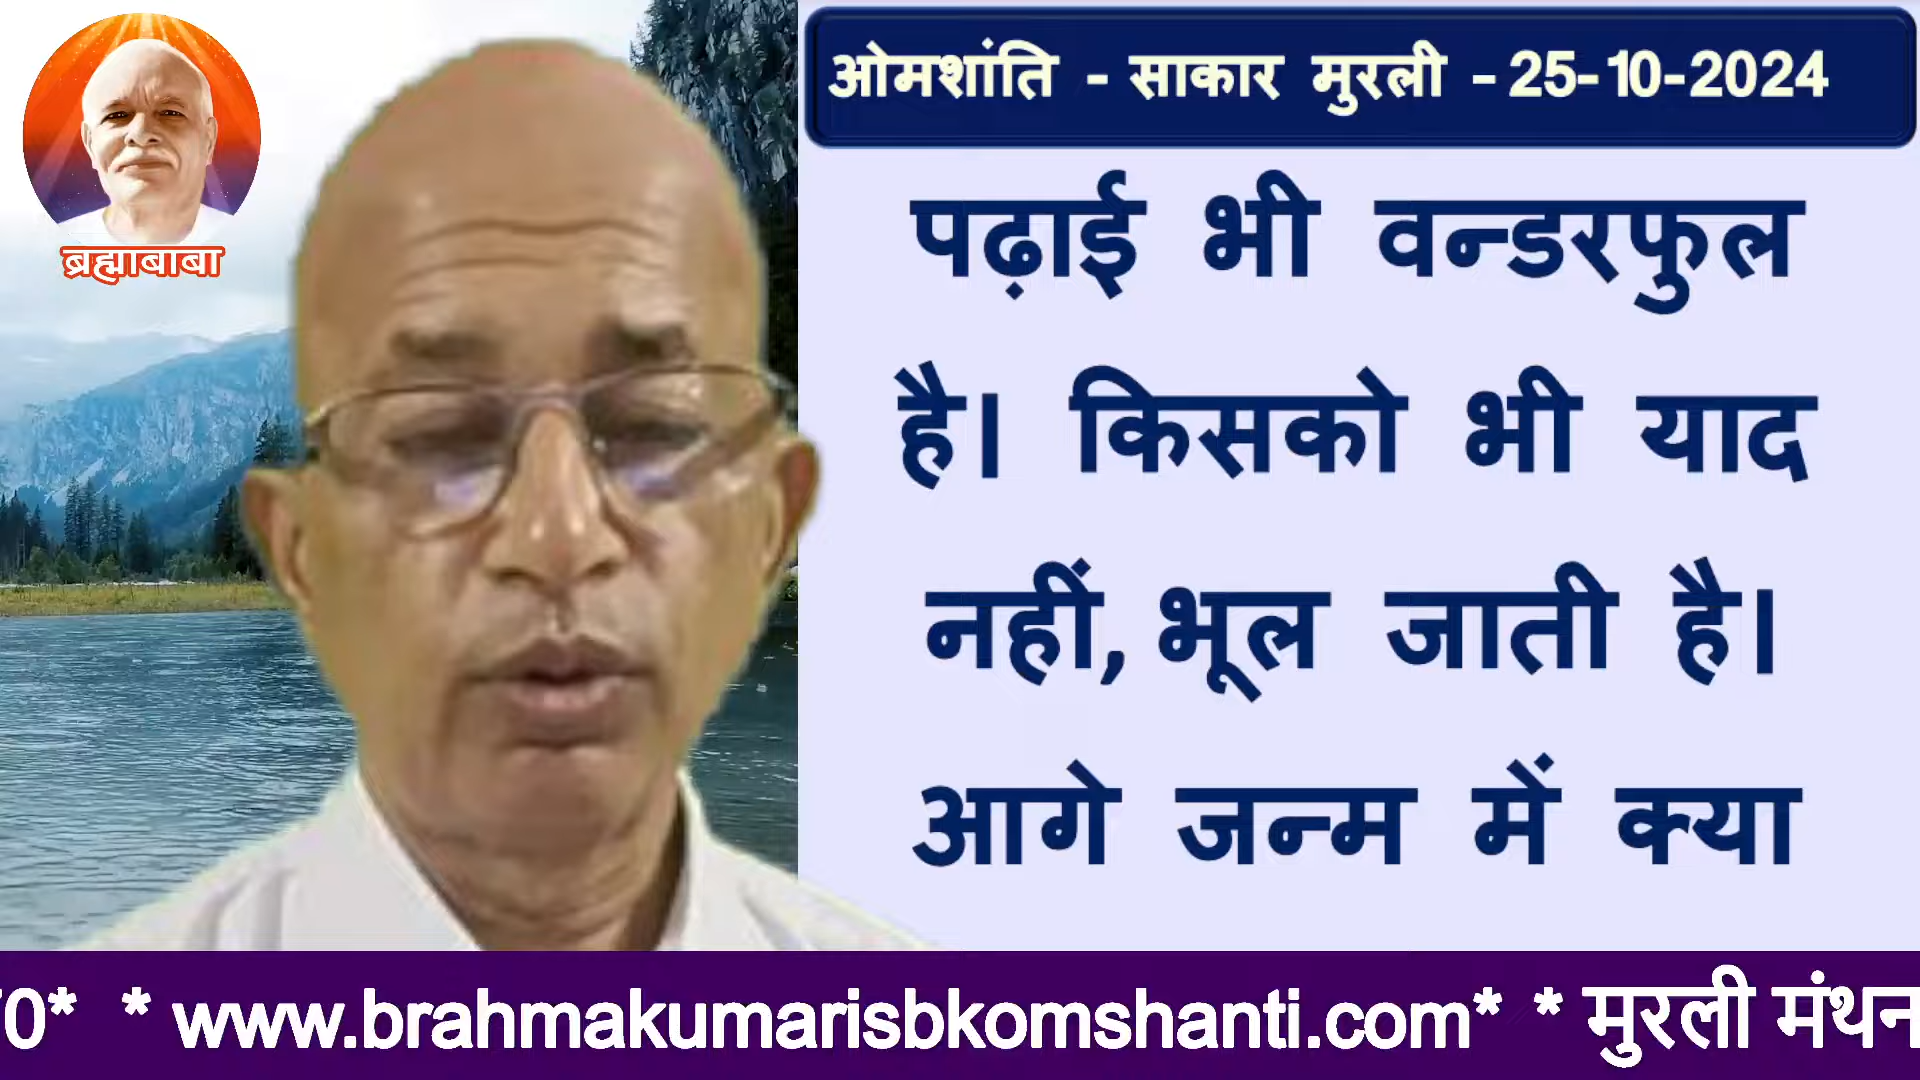 ओमशांति - साकार मुरली - 25-10-2024
ब्रह्माबाबा
पढ़ाई भी वन्डरफुल
है। किसको भी याद
नहीं, भूल जाती है।
आगे जन्म में क्या
0* * www.brahmakumarisbkomshanti.com* * मुरली मंथन